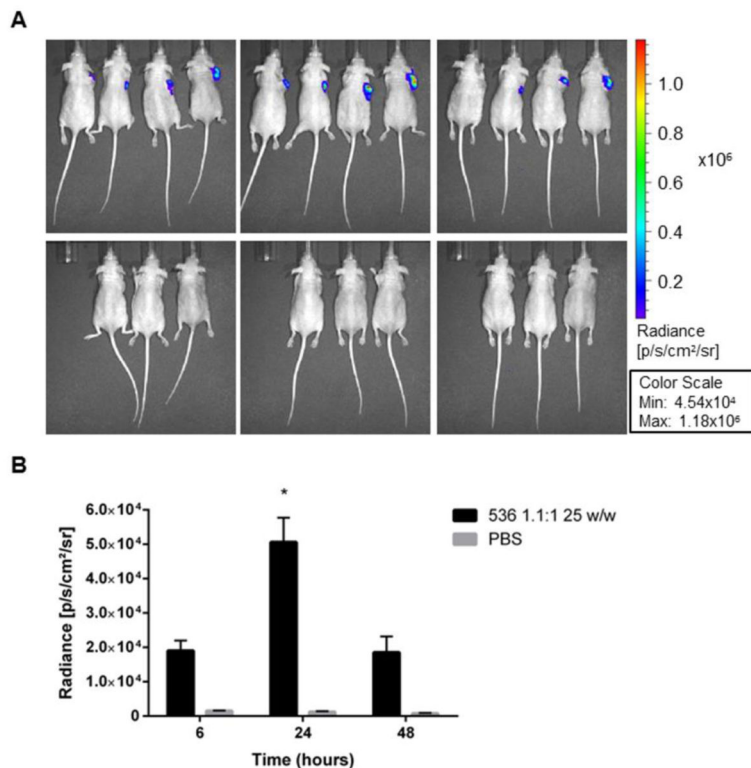 A
1.0
0.8
x10⁶
0.6
0.4
0.2
Radiance
[p/s/cm²/sr]
Color Scale
Min: 4.54x10⁴
Max: 1.18x10⁶
B
Radiance [p/s/cm²/sr]
6.0×10⁴
5.0×10⁴
4.0×10⁴
3.0×10⁴
2.0×10⁴
1.0×10⁴
0
*
536 1.1:1 25 w/w
PBS
6 24 48
Time (hours)